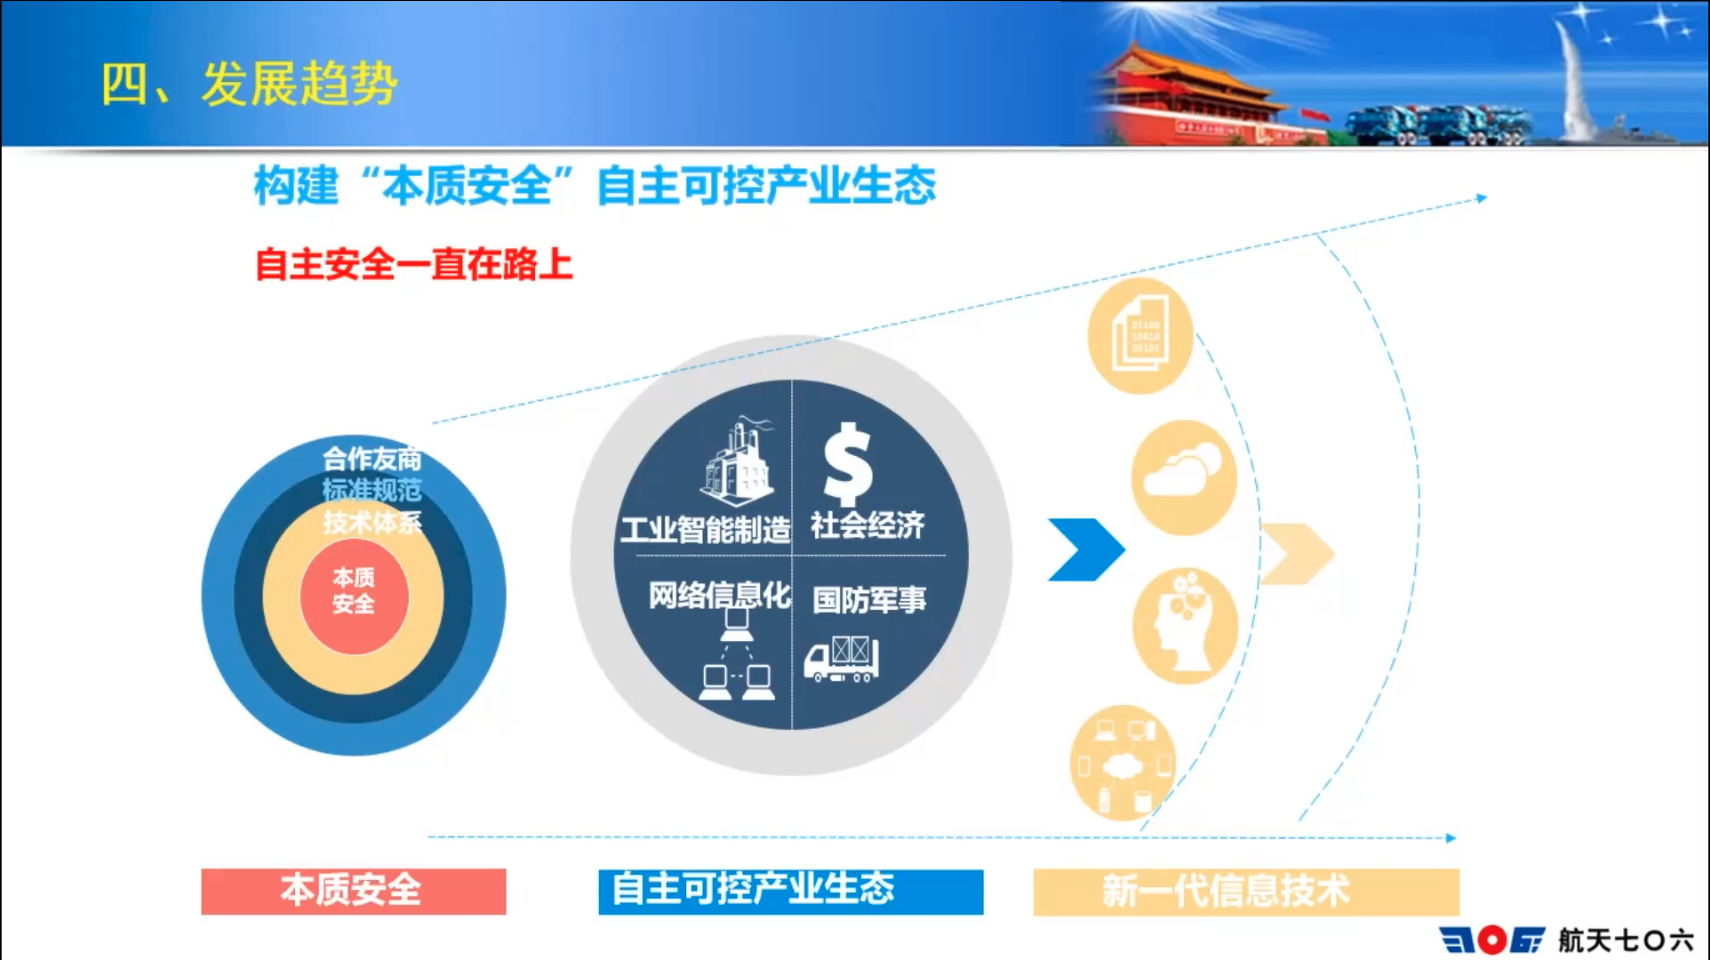 四、发展趋势
构建“本质安全”自主可控产业生态
自主安全一直在路上
合作友商
标准规范
技术体系
本质
安全
工业智能制造
社会经济
网络信息化
国防军事
01100
10010
00101
本质安全
自主可控产业生态
新一代信息技术
706 航天七〇六